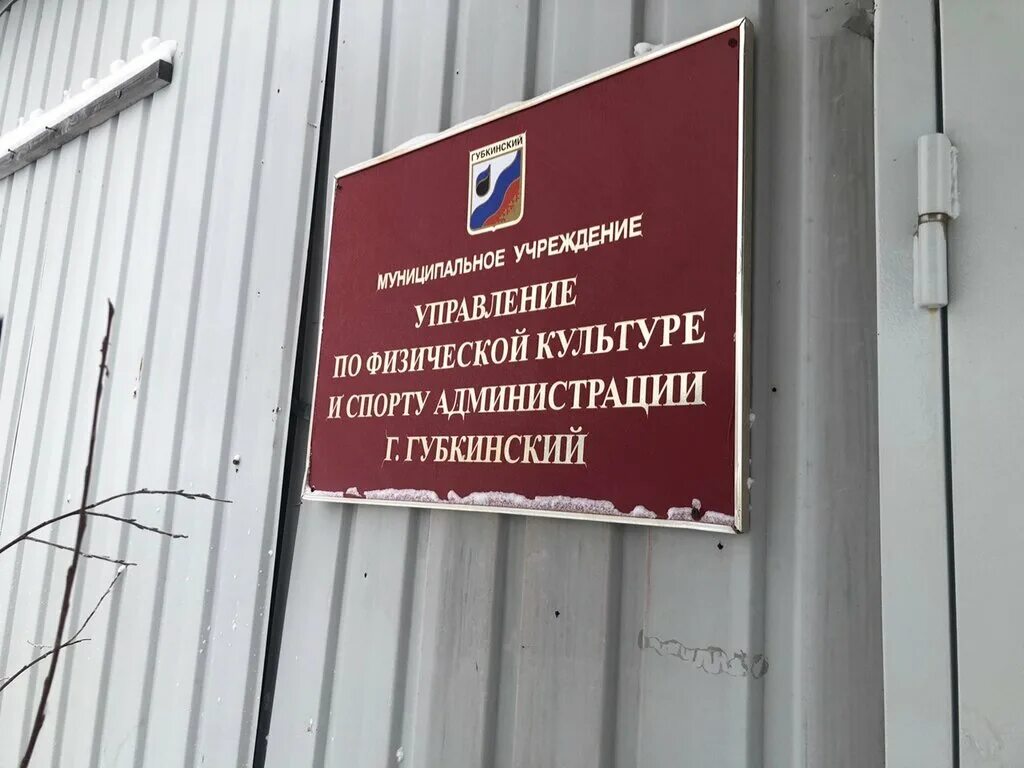 ГУБКИНСКИЙ
МУНИЦИПАЛЬНОЕ УЧРЕЖДЕНИЕ
УПРАВЛЕНИЕ
ПО ФИЗИЧЕСКОЙ КУЛЬТУРЕ
И СПОРТУ АДМИНИСТРАЦИИ
Г. ГУБКИНСКИЙ